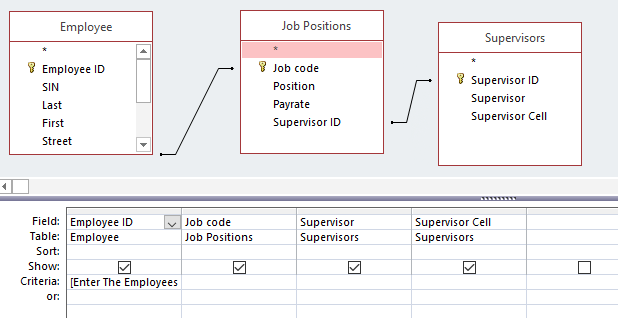 Employee
*
Employee ID
SIN
Last
First
Street
Job Positions
*
Job code
Position
Payrate
Supervisor ID
Supervisors
*
Supervisor ID
Supervisor
Supervisor Cell
Field: Employee ID Job code Supervisor Supervisor Cell
Table: Employee Job Positions Supervisors Supervisors
Sort:
Show:
Criteria: [Enter The Employees
or: